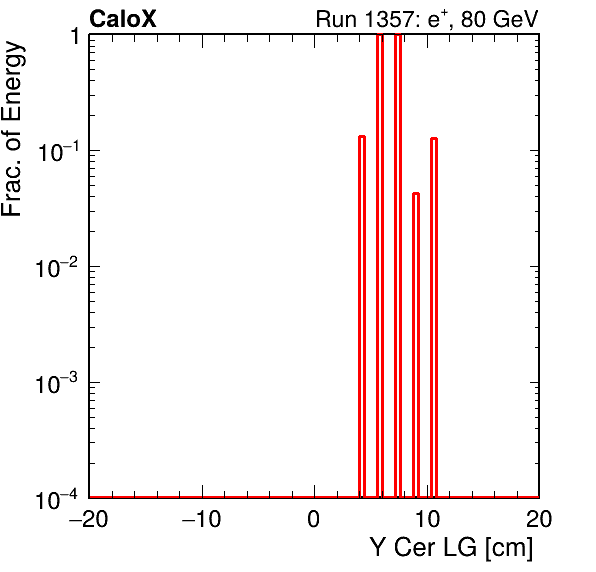 CaloX Run 1357: e⁺, 80 GeV
Frac. of Energy
1
10⁻¹
10⁻²
10⁻³
10⁻⁴
−20 −10 0 10 20
Y Cer LG [cm]